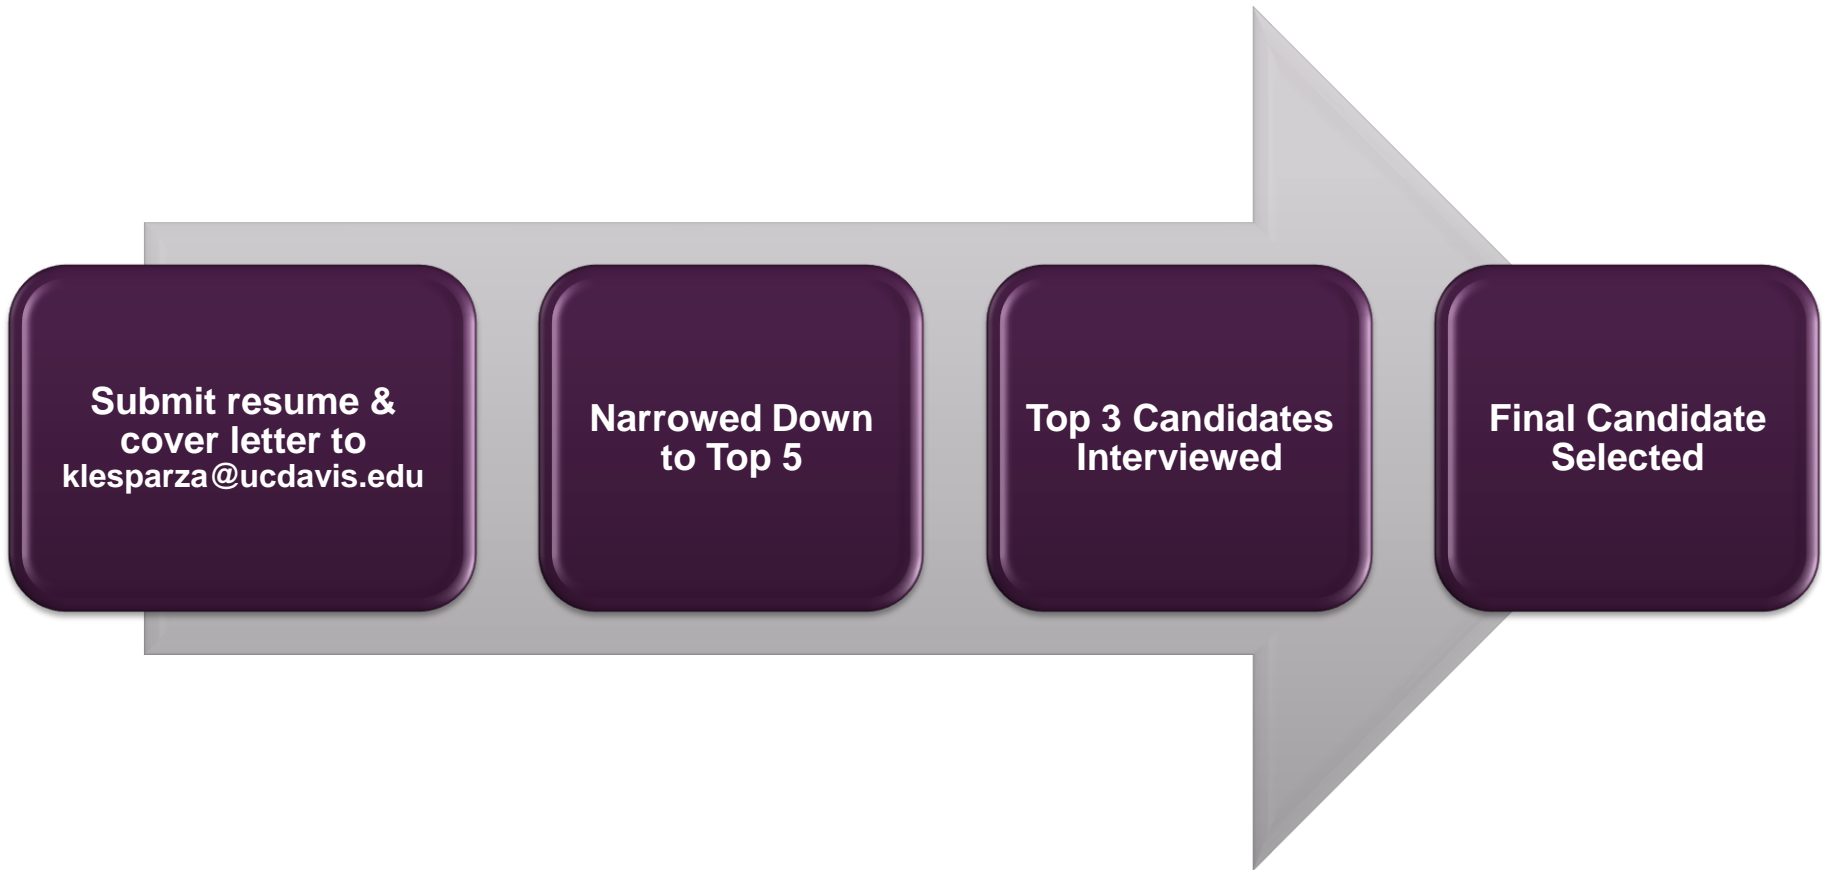 Submit resume &
cover letter to
klesparza@ucdavis.edu
Narrowed Down
to Top 5
Top 3 Candidates
Interviewed
Final Candidate
Selected